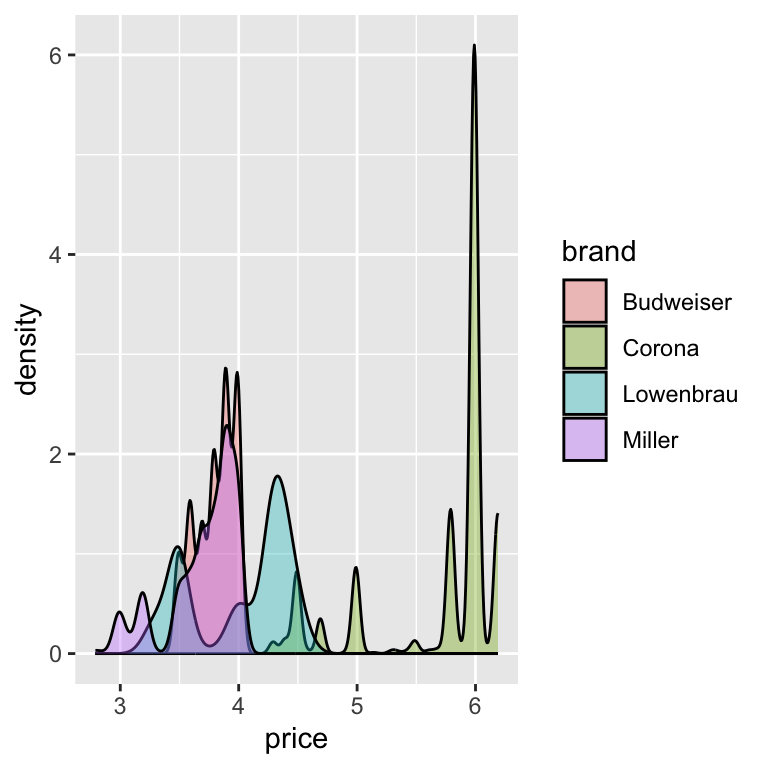 6
4
2
0
density
3 4 5 6
price
brand
Budweiser
Corona
Lowenbrau
Miller